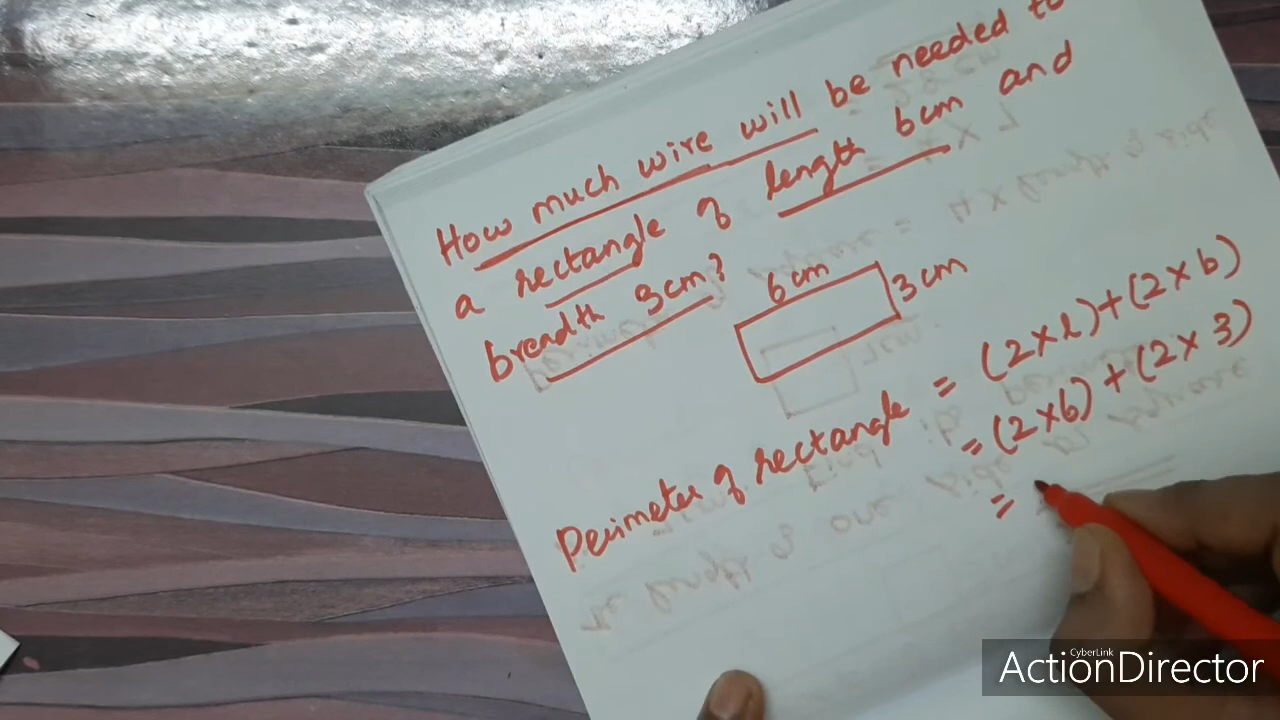 How much wire will be needed to
a rectangle of length 6cm and
breadth 3cm?
6cm
3cm
Perimeter of rectangle = (2×l)+(2×b)
= (2×6)+(2×3)
=
CyberLink
ActionDirector